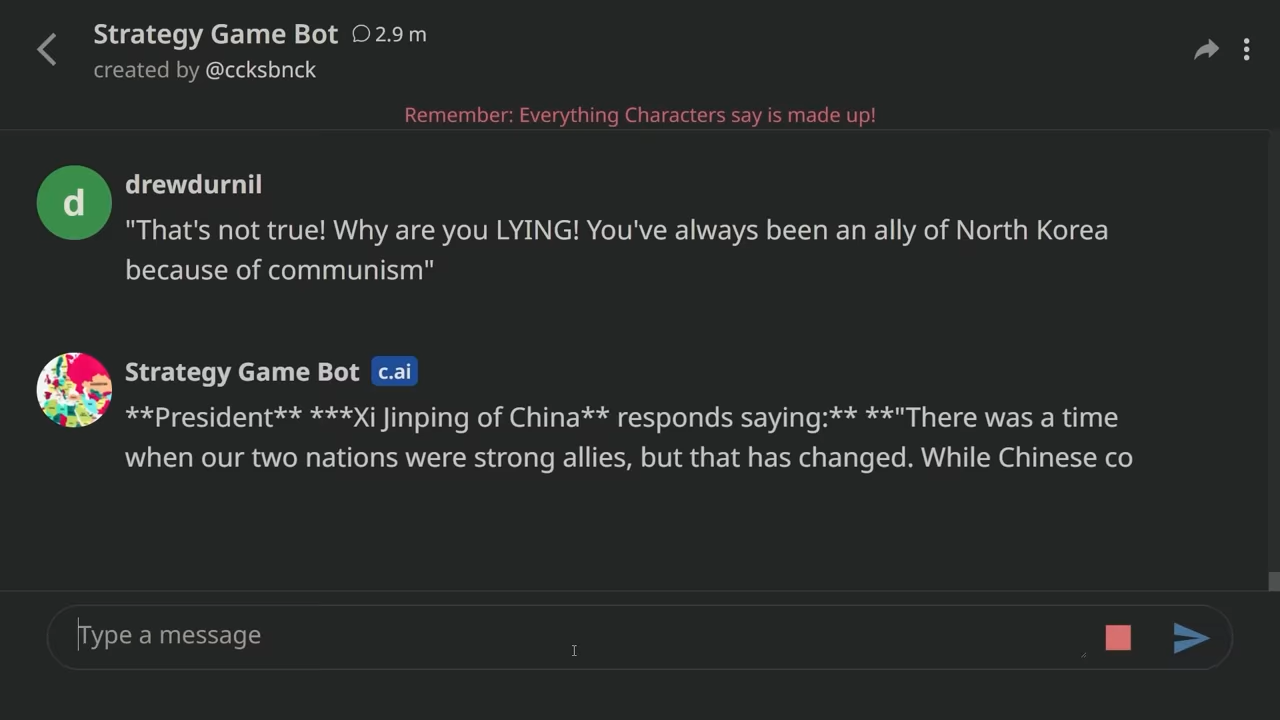 Strategy Game Bot 2.9 m
created by @ccksbnck
Remember: Everything Characters say is made up!
d
drewdurnil
"That's not true! Why are you LYING! You've always been an ally of North Korea
because of communism"
Strategy Game Bot c.ai
**President** ***Xi Jinping of China** responds saying:** **"There was a time
when our two nations were strong allies, but that has changed. While Chinese co
Type a message